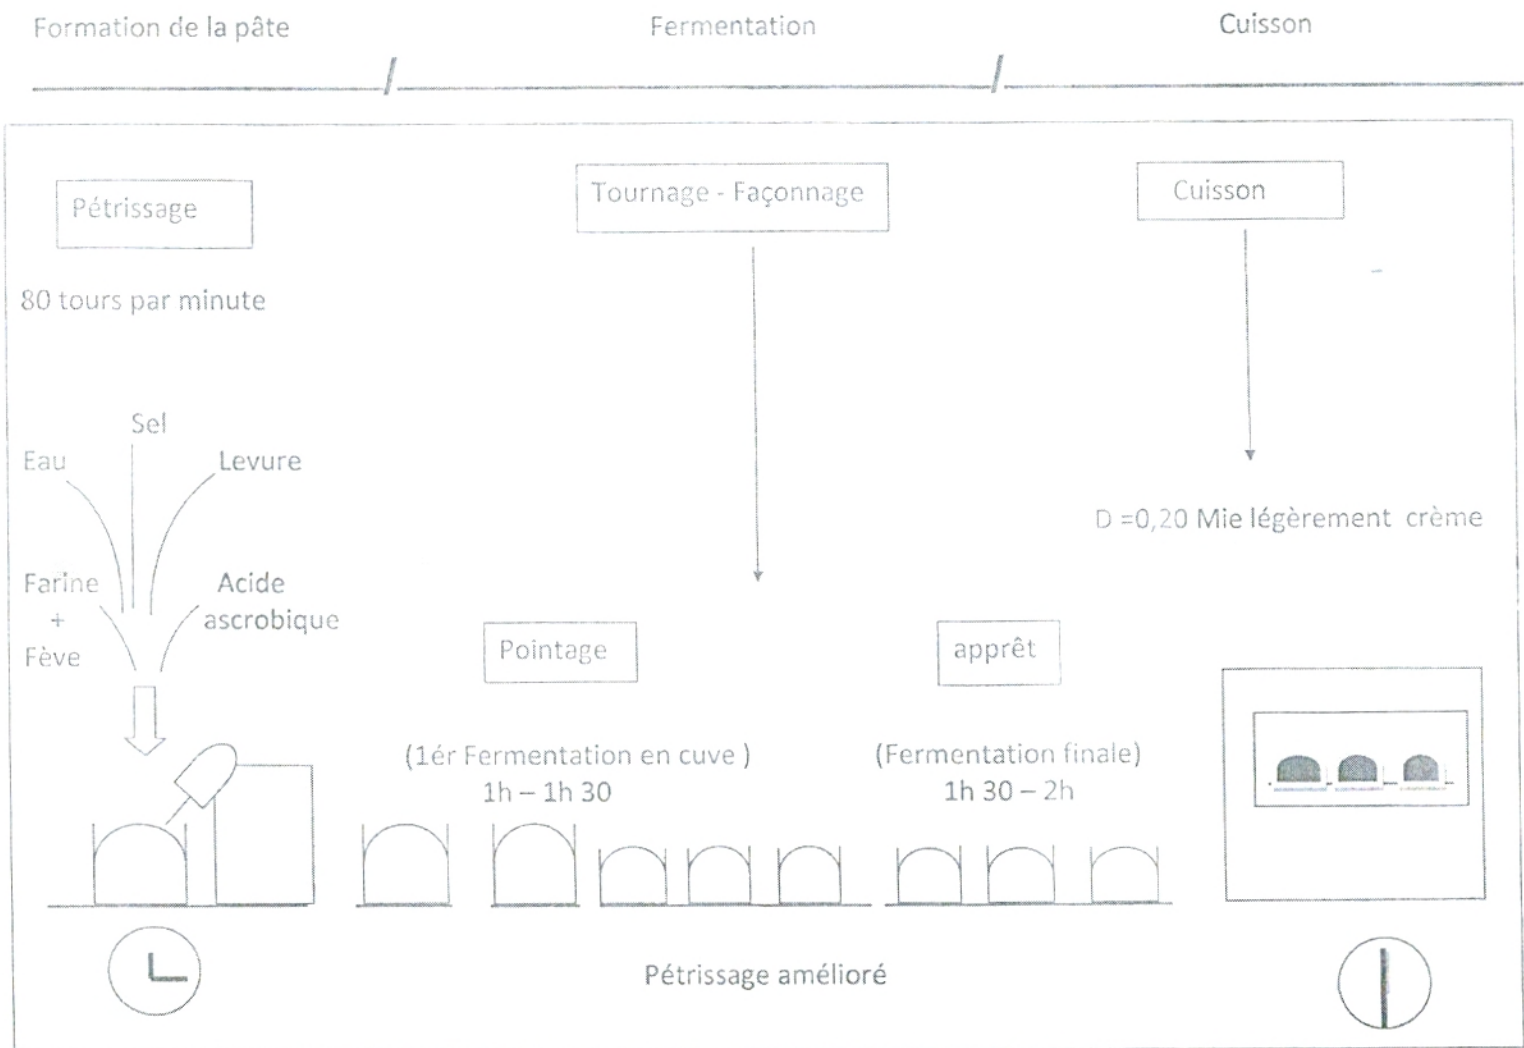 Formation de la pâte
Fermentation
Cuisson
Pétrissage
Tournage - Façonnage
Cuisson
80 tours par minute
Sel
Eau
Levure
D =0,20 Mie légèrement crème
Farine
+
Fève
Acide
ascrobique
Pointage
apprêt
(1ér Fermentation en cuve )
1h – 1h 30
(Fermentation finale)
1h 30 – 2h
Pétrissage amélioré